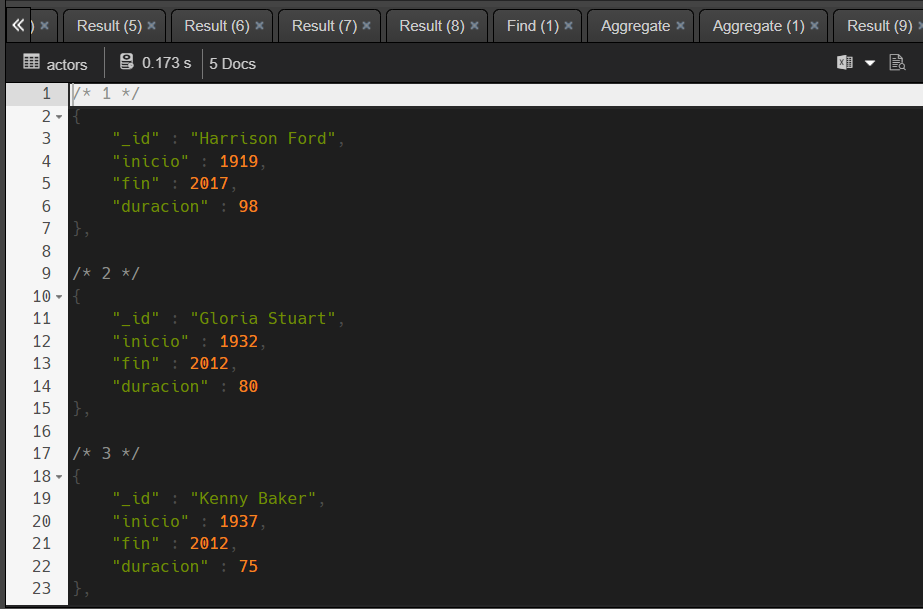 « ) × Result (5) × Result (6) × Result (7) × Result (8) × Find (1) × Aggregate × Aggregate (1) × Result (9) ×
actors 0.173 s 5 Docs
1 /* 1 */
2 {
3 "_id" : "Harrison Ford",
4 "inicio" : 1919,
5 "fin" : 2017,
6 "duracion" : 98
7 },
8
9 /* 2 */
10 {
11 "_id" : "Gloria Stuart",
12 "inicio" : 1932,
13 "fin" : 2012,
14 "duracion" : 80
15 },
16
17 /* 3 */
18 {
19 "_id" : "Kenny Baker",
20 "inicio" : 1937,
21 "fin" : 2012,
22 "duracion" : 75
23 },